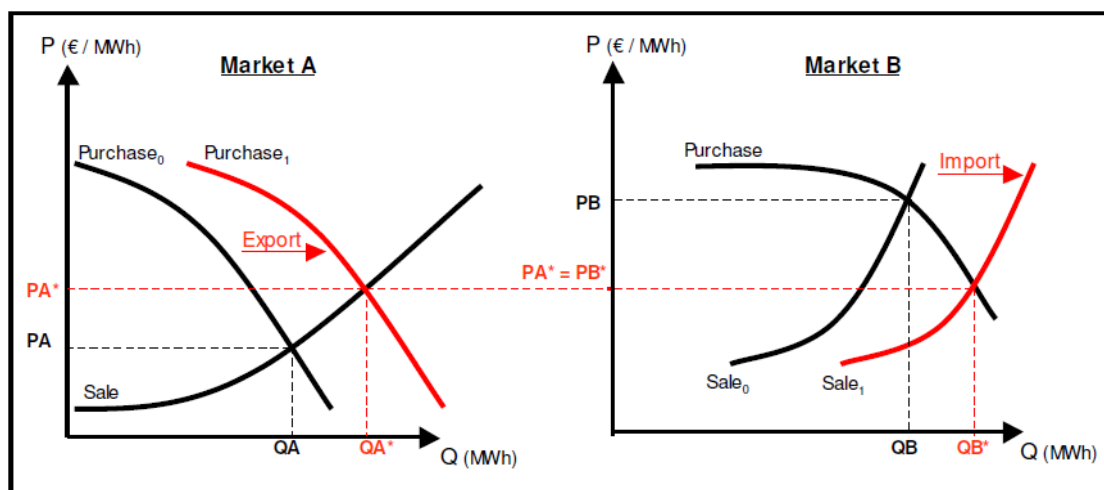 P (€ / MWh)
Market A
Purchase₀
Purchase₁
Export
PA*
PA
Sale
QA
QA*
Q (MWh)
P (€ / MWh)
Market B
Purchase
Import
PB
PA* = PB*
Sale₀
Sale₁
QB
QB*
Q (MWh)